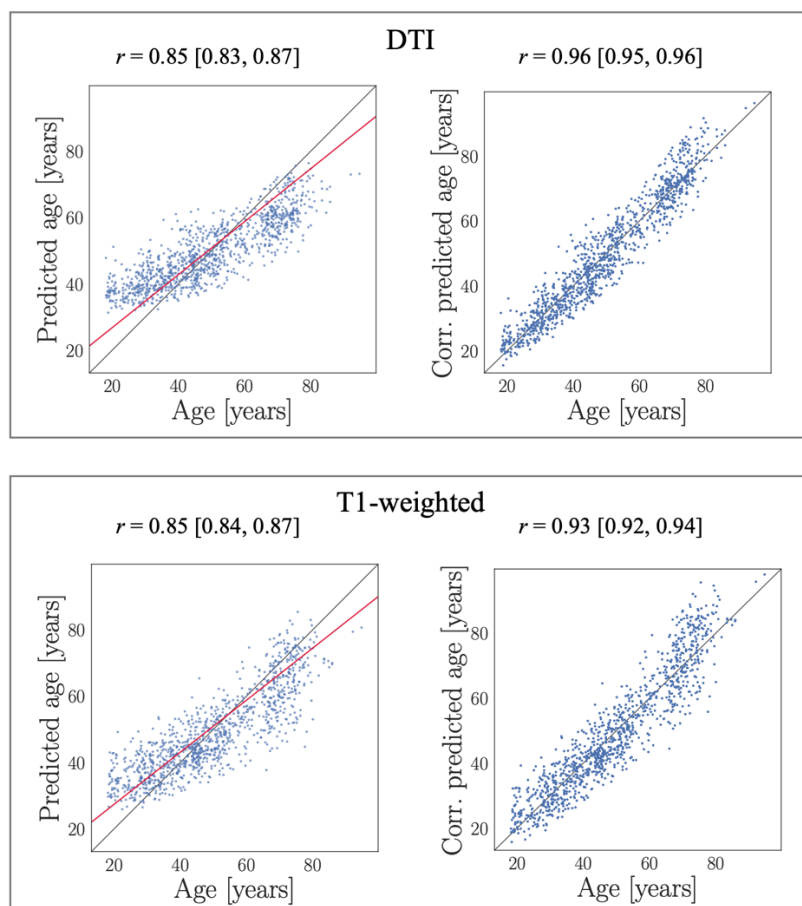 DTI
r = 0.85 [0.83, 0.87]
r = 0.96 [0.95, 0.96]
Predicted age [years]
80
60
40
20
20 40 60 80
Age [years]
Corr. predicted age [years]
80
60
40
20
20 40 60 80
Age [years]
T1-weighted
r = 0.85 [0.84, 0.87]
r = 0.93 [0.92, 0.94]
Predicted age [years]
80
60
40
20
20 40 60 80
Age [years]
Corr. predicted age [years]
80
60
40
20
20 40 60 80
Age [years]